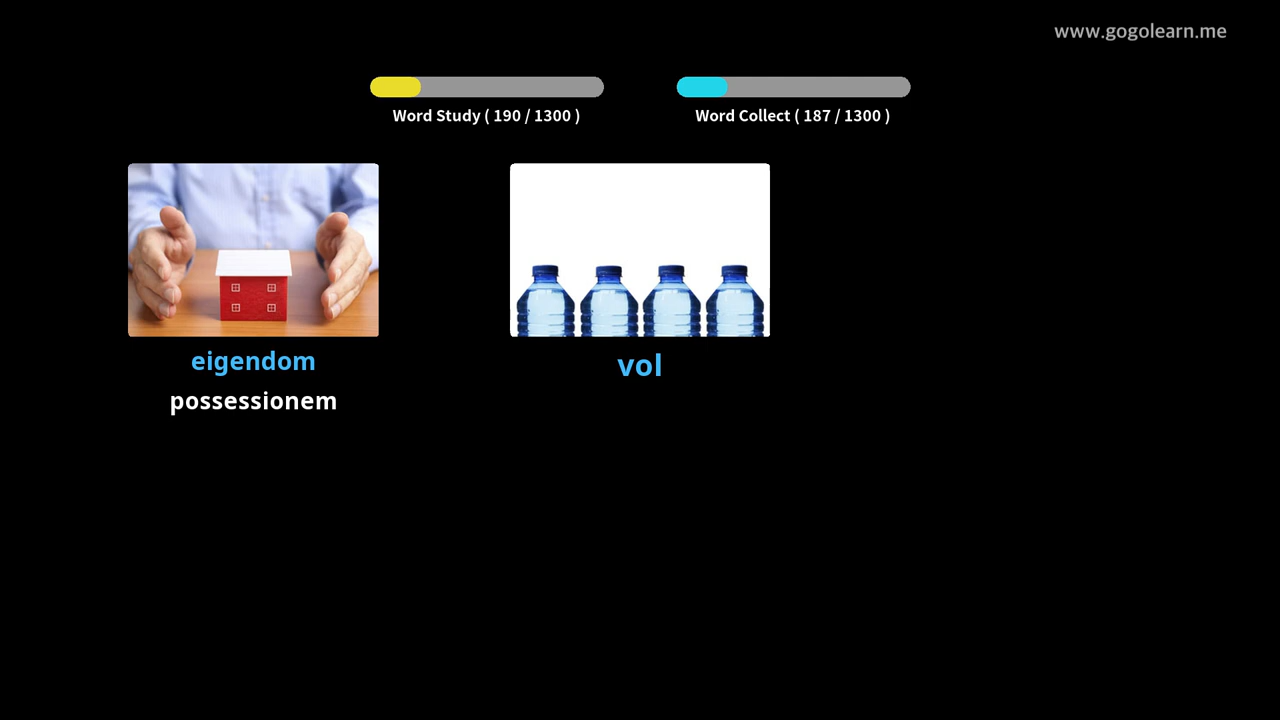 www.gogolearn.me
Word Study ( 190 / 1300 )
Word Collect ( 187 / 1300 )
eigendom
possessionem
vol